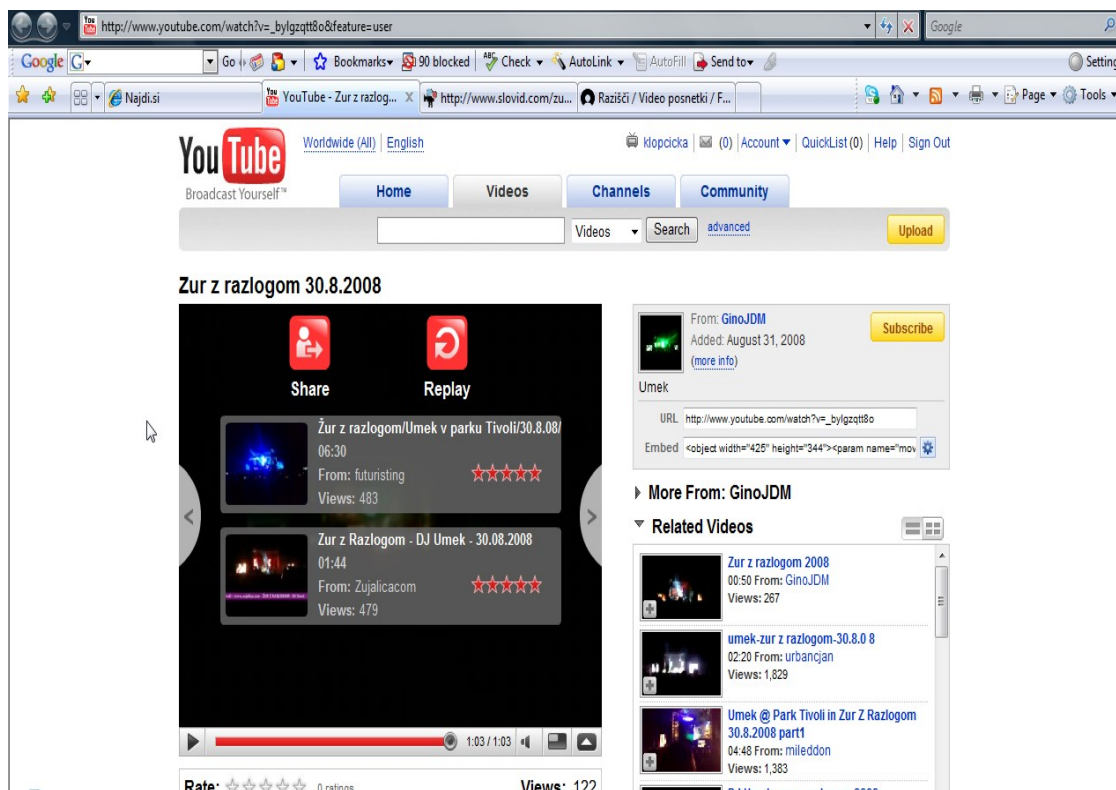 http://www.youtube.com/watch?v=_bylgzqtt8o&feature=user
Google
Google G Go Bookmarks 90 blocked ABC Check AutoLink AutoFill Send to Setting
Najdi.si YouTube - Zur z razlog... X http://www.slovid.com/zu... Razišči / Video posnetki / F... Page Tools
YouTube
Broadcast Yourself™
Worldwide (All) English
klopcicka (0) Account QuickList (0) Help Sign Out
Home Videos Channels Community
Videos Search advanced Upload
Zur z razlogom 30.8.2008
Share Replay
Žur z razlogom/Umek v parku Tivoli/30.8.08/
06:30
From: futuristing
Views: 483
Zur z Razlogom - DJ Umek - 30.08.2008
01:44
From: Zujalicacom
Views: 479
1:03 / 1:03
Rate: 0 ratings Views: 122
From: GinoJDM
Added: August 31, 2008
(more info)
Subscribe
Umek
URL http://www.youtube.com/watch?v=_bylgzqtt8o
Embed <object width="425" height="344"><param name="mov
More From: GinoJDM
Related Videos
Zur z razlogom 2008
00:50 From: GinoJDM
Views: 267
umek-zur z razlogom-30.8.0 8
02:20 From: urbancjan
Views: 1,829
Umek @ Park Tivoli in Zur Z Razlogom
30.8.2008 part1
04:48 From: mileddon
Views: 1,383